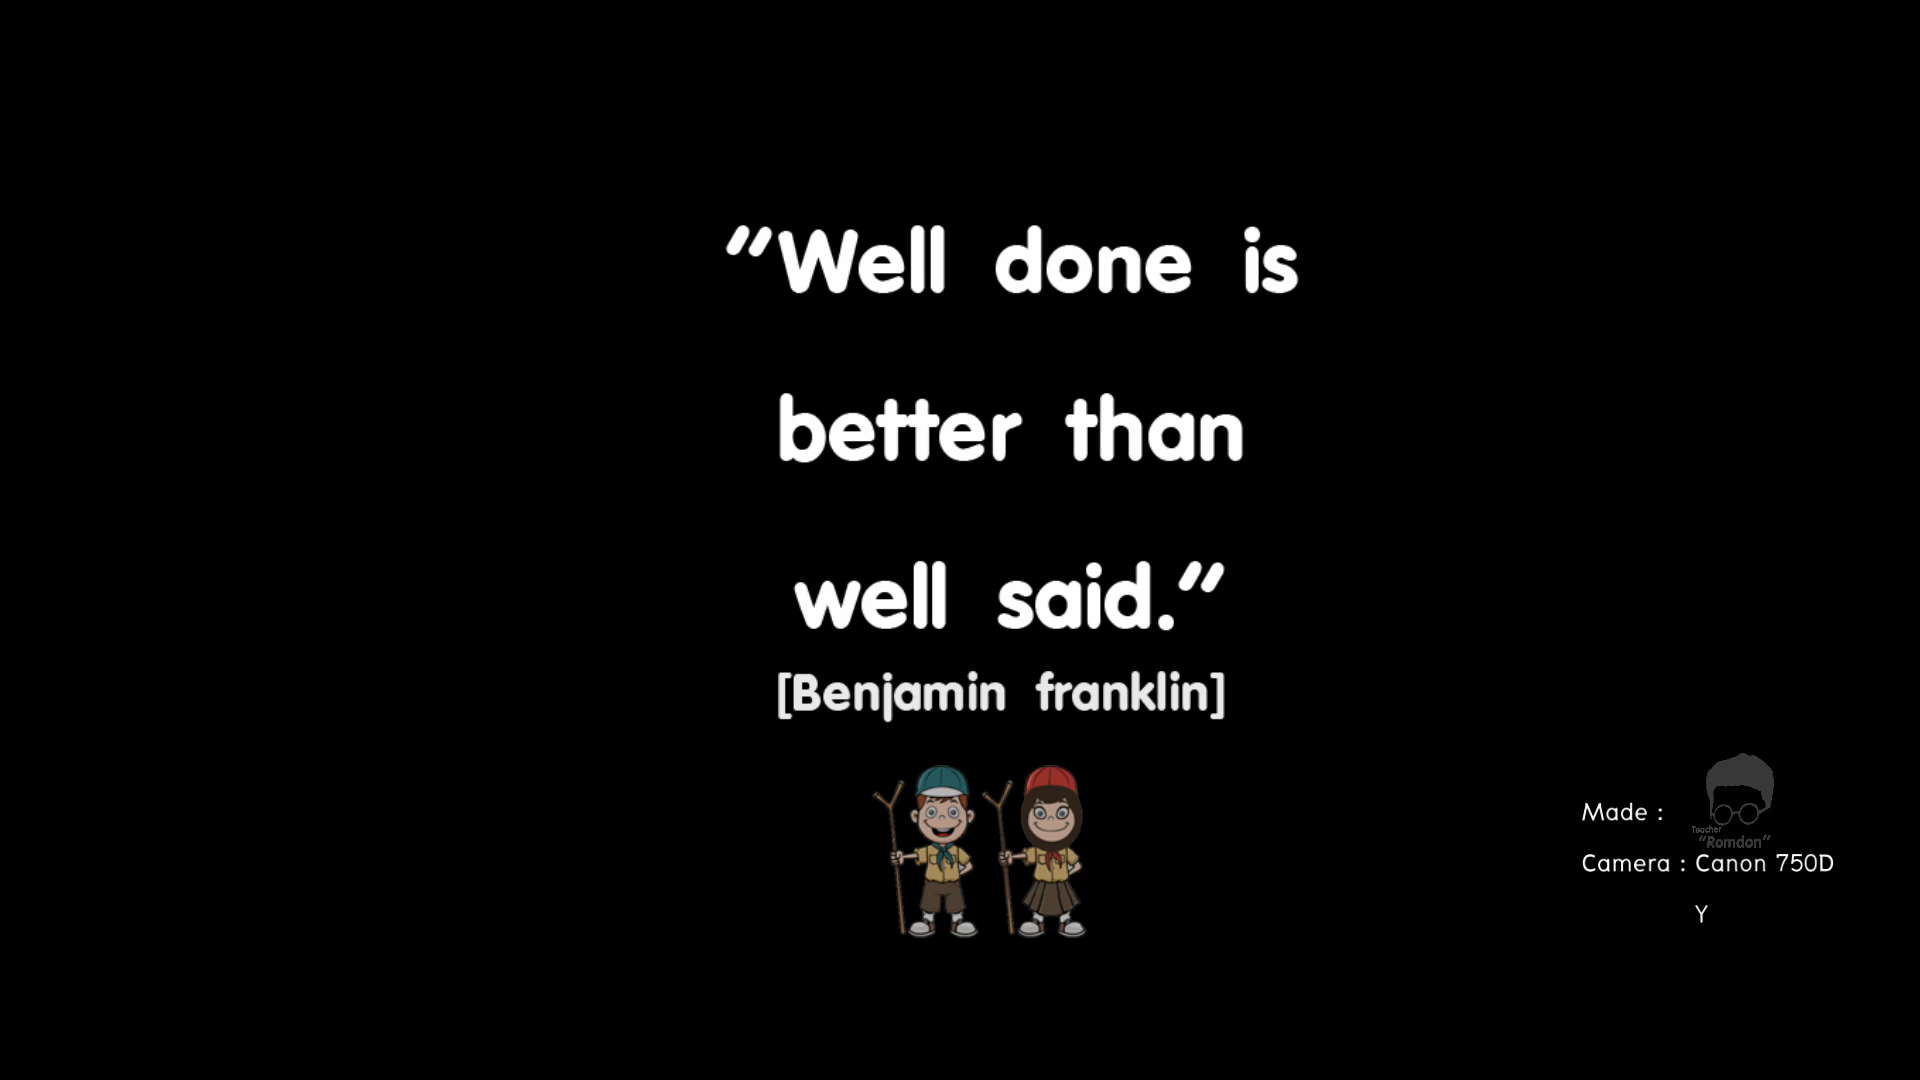 "Well done is
better than
well said."
[Benjamin franklin]
Made :
Teacher
"Romdon"
Camera : Canon 750D
Y